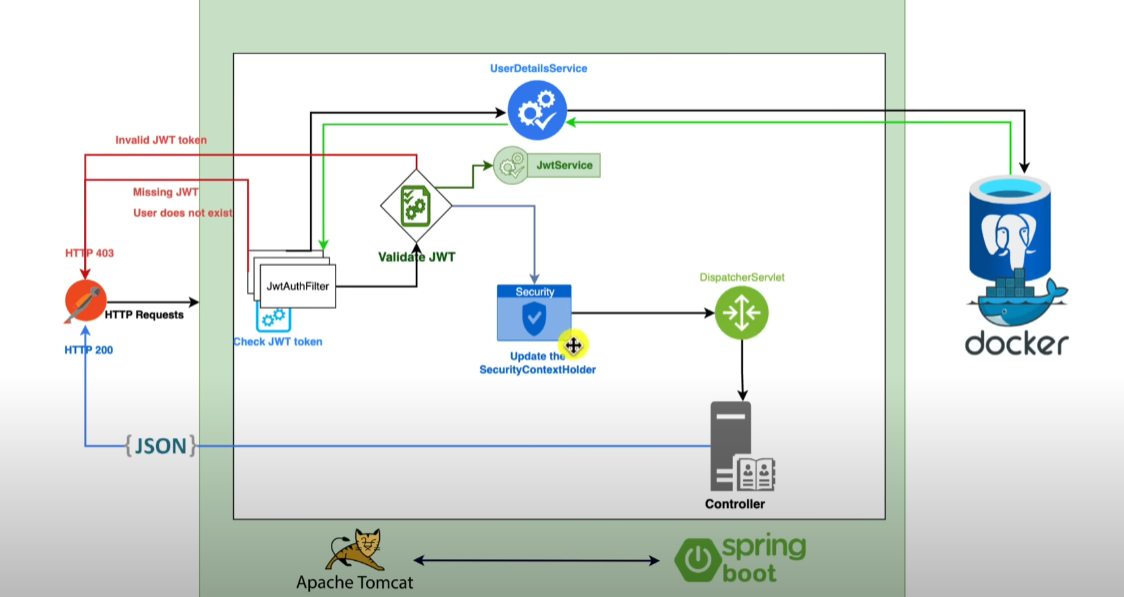 UserDetailsService
Invalid JWT token
JwtService
Missing JWT
User does not exist
Validate JWT
HTTP 403
JwtAuthFilter
DispatcherServlet
Security
HTTP Requests
Check JWT token
HTTP 200
Update the
SecurityContextHolder
docker
{JSON}
Controller
Apache Tomcat
spring
boot